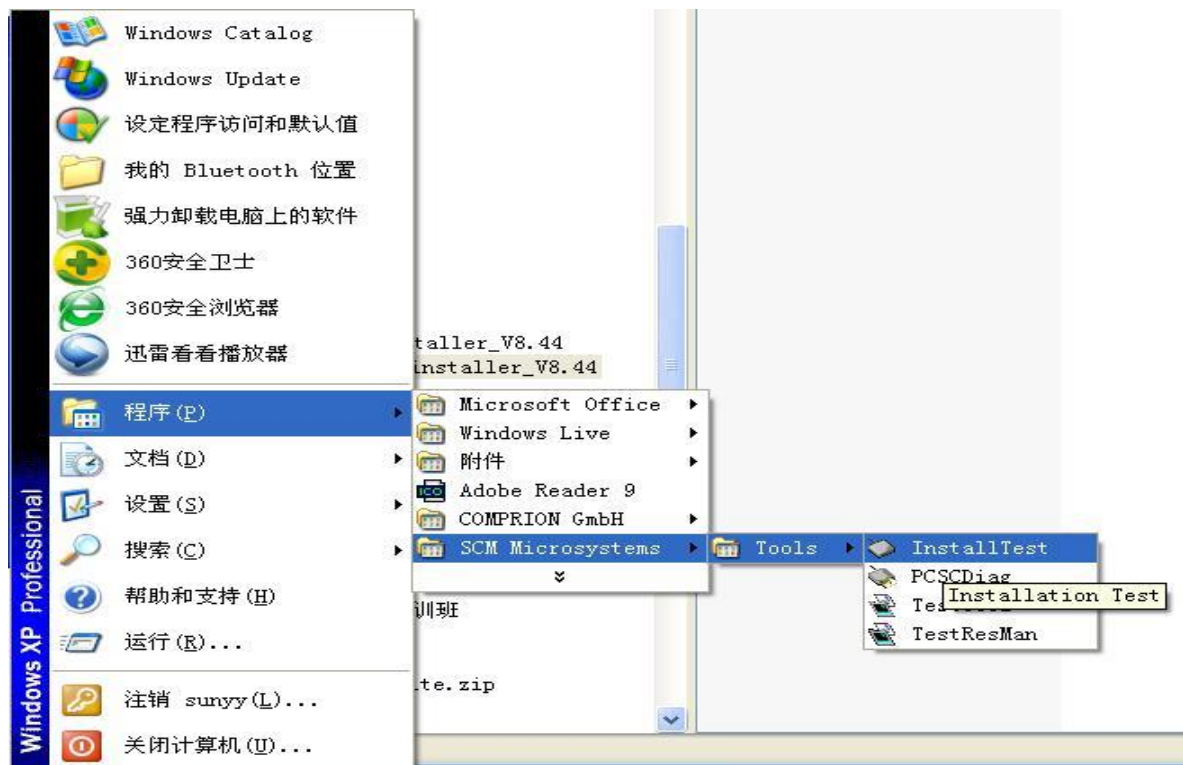 Windows Catalog
Windows Update
设定程序访问和默认值
我的 Bluetooth 位置
强力卸载电脑上的软件
360安全卫士
360安全浏览器
迅雷看看播放器
程序(P)
文档(D)
设置(S)
搜索(C)
帮助和支持(H)
运行(R)...
注销 sunyy(L)...
关闭计算机(U)...
Windows XP Professional
taller_V8.44
installer_V8.44
Microsoft Office
Windows Live
附件
Adobe Reader 9
COMPRION GmbH
SCM Microsystems
训班
te.zip
Tools
InstallTest
PCSCDiag
Installation Test
TestResMan